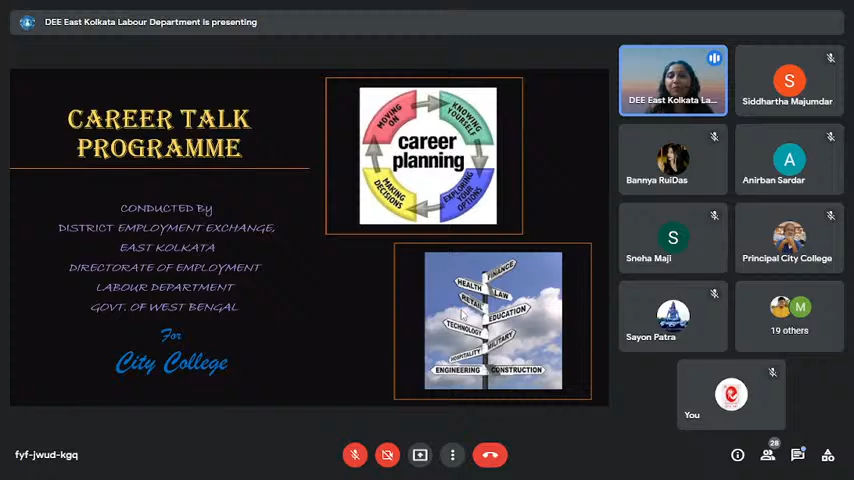 DEE East Kolkata Labour Department is presenting
CAREER TALK
PROGRAMME
CONDUCTED By
DISTRICT EMPLOYMENT EXCHANGE,
EAST KOLKATA
DIRECTORATE OF EMPLOYMENT
LABOUR DEPARTMENT
GOVT. OF WEST BENGAL
For
City College
career
planning
MOVING ON
KNOWING YOURSELF
EXPLORING YOUR OPTIONS
MAKING DECISIONS
FINANCE
HEALTH
LAW
RETAIL
EDUCATION
TECHNOLOGY
MILITARY
HOSPITALITY
ENGINEERING
CONSTRUCTION
DEE East Kolkata La...
S
Siddhartha Majumdar
Bannya RuiDas
A
Anirban Sardar
S
Sneha Maji
Principal City College
Sayon Patra
M
19 others
You
fyf-jwud-kgq
28